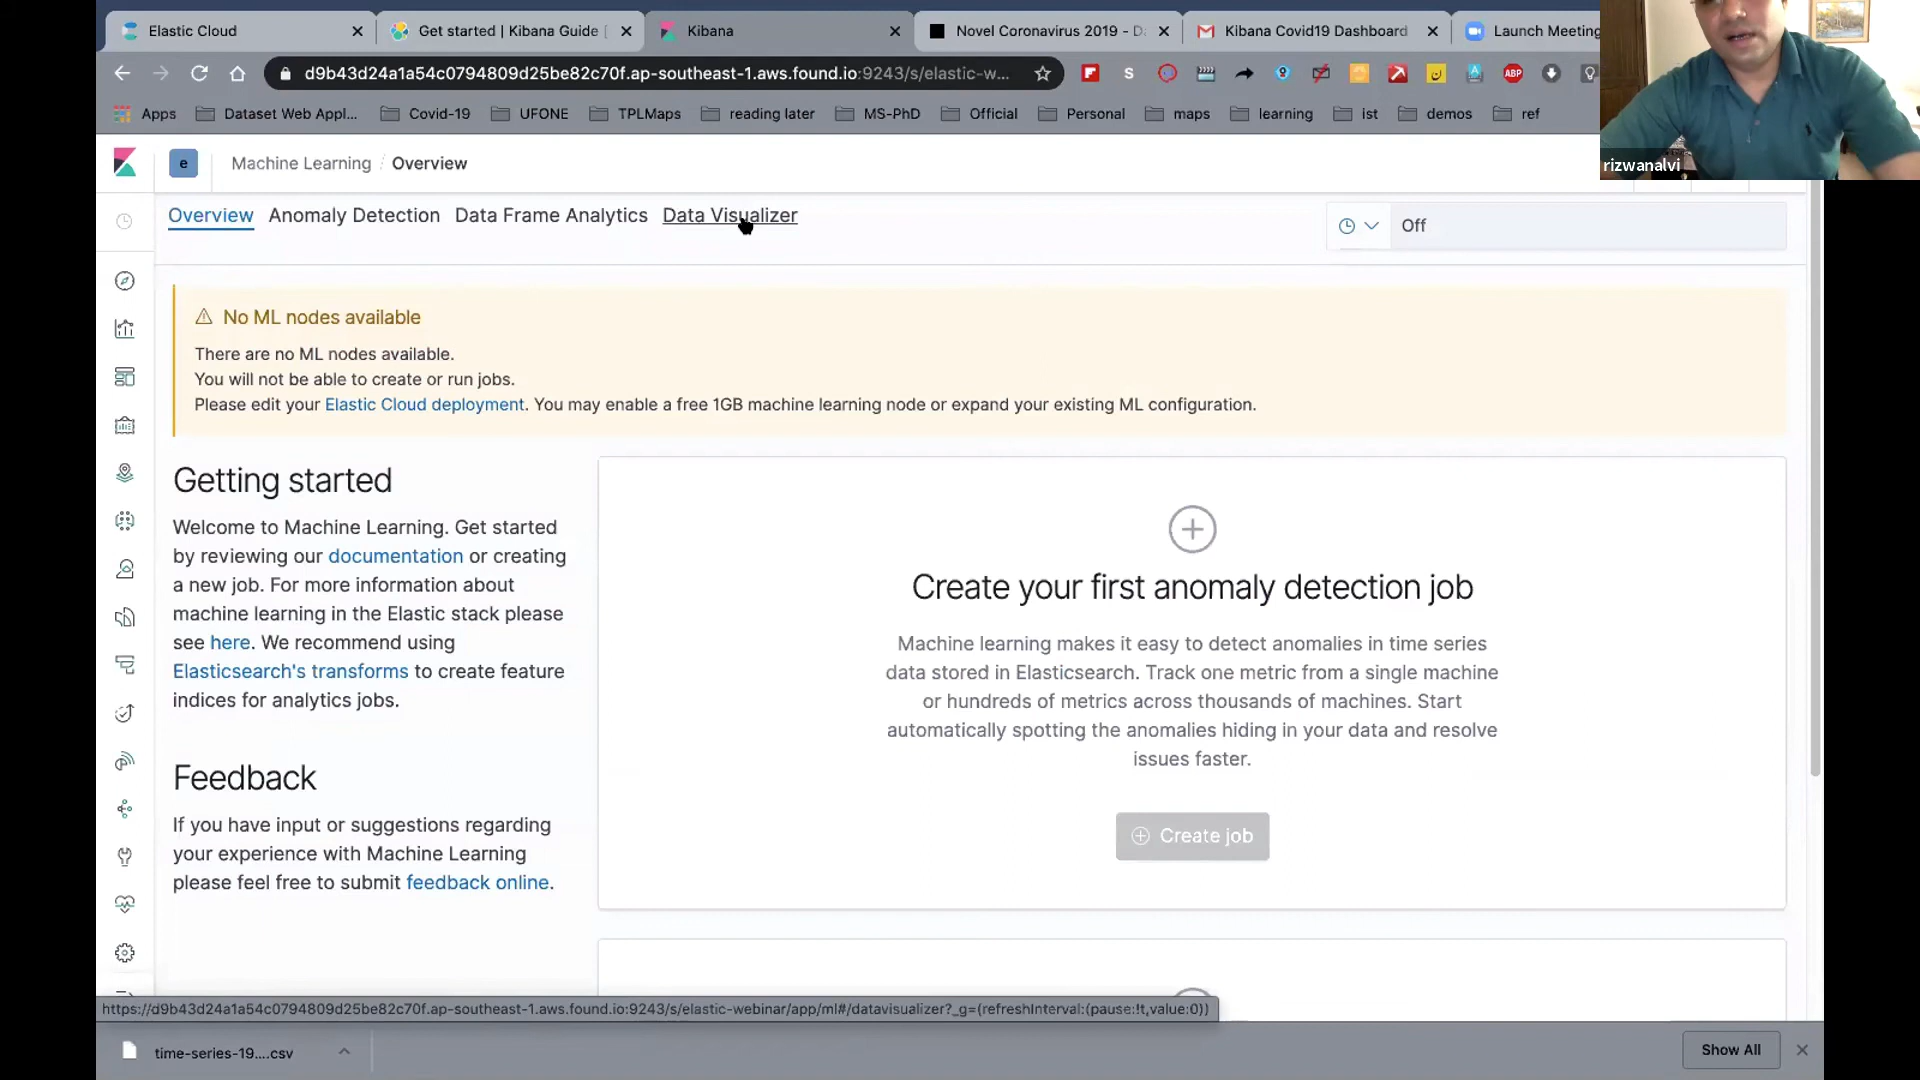 Elastic Cloud
Get started | Kibana Guide
Kibana
Novel Coronavirus 2019 - D
Kibana Covid19 Dashboard
Launch Meeting
d9b43d24a1a54c0794809d25be82c70f.ap-southeast-1.aws.found.io:9243/s/elastic-w...
S
ABP
Apps
Dataset Web Appl...
Covid-19
UFONE
TPLMaps
reading later
MS-PhD
Official
Personal
maps
learning
ist
demos
ref
rizwanalvi
e
Machine Learning / Overview
Overview
Anomaly Detection
Data Frame Analytics
Data Visualizer
Off
No ML nodes available
There are no ML nodes available.
You will not be able to create or run jobs.
Please edit your Elastic Cloud deployment. You may enable a free 1GB machine learning node or expand your existing ML configuration.
Getting started
Welcome to Machine Learning. Get started
by reviewing our documentation or creating
a new job. For more information about
machine learning in the Elastic stack please
see here. We recommend using
Elasticsearch's transforms to create feature
indices for analytics jobs.
Feedback
If you have input or suggestions regarding
your experience with Machine Learning
please feel free to submit feedback online.
Create your first anomaly detection job
Machine learning makes it easy to detect anomalies in time series
data stored in Elasticsearch. Track one metric from a single machine
or hundreds of metrics across thousands of machines. Start
automatically spotting the anomalies hiding in your data and resolve
issues faster.
Create job
https://d9b43d24a1a54c0794809d25be82c70f.ap-southeast-1.aws.found.io:9243/s/elastic-webinar/app/ml#/datavisualizer?_g=(refreshInterval:(pause:!t,value:0))
time-series-19....csv
Show All